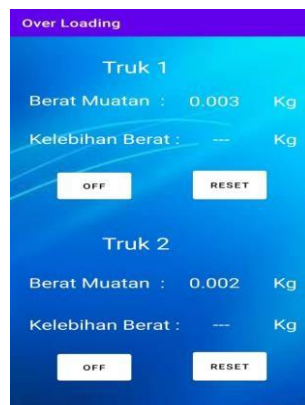 Over Loading
Truk 1
Berat Muatan : 0.003 Kg
Kelebihan Berat : --- Kg
OFF RESET
Truk 2
Berat Muatan : 0.002 Kg
Kelebihan Berat : --- Kg
OFF RESET